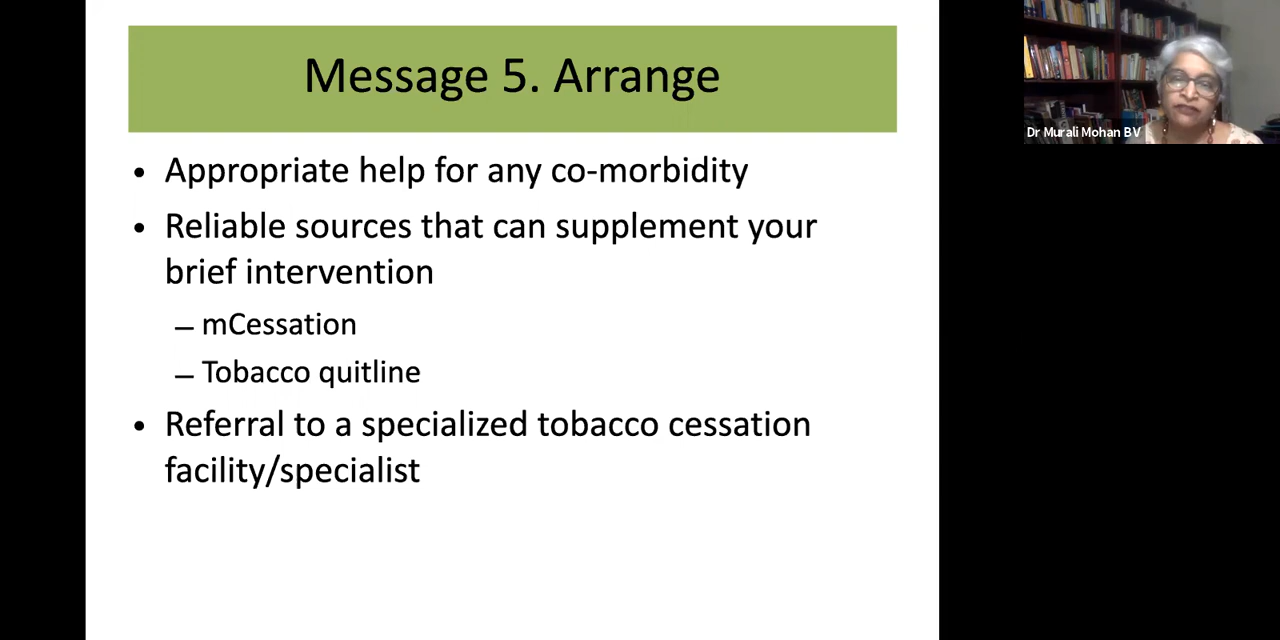 Message 5. Arrange
• Appropriate help for any co-morbidity
• Reliable sources that can supplement your
brief intervention
– mCessation
– Tobacco quitline
• Referral to a specialized tobacco cessation
facility/specialist
Dr Murali Mohan BV